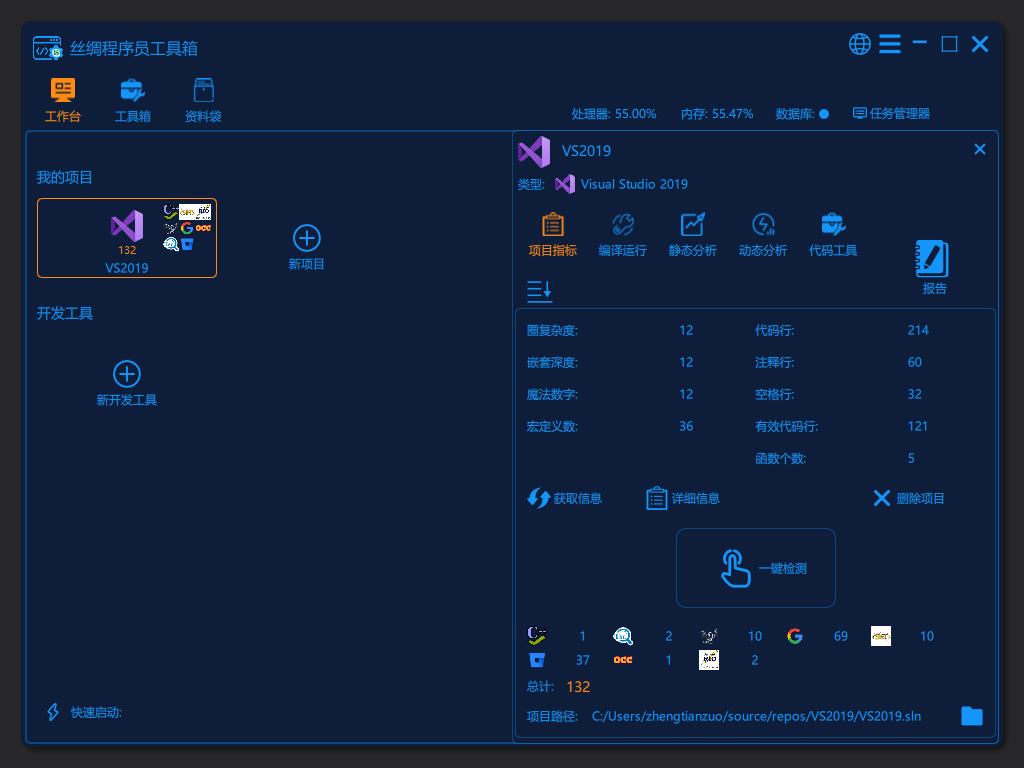 丝绸程序员工具箱
工作台 工具箱 资料袋
处理器: 55.00% 内存: 55.47% 数据库: 任务管理器
我的项目
132
VS2019
新项目
开发工具
新开发工具
快速启动:
VS2019
类型: Visual Studio 2019
项目指标 编译运行 静态分析 动态分析 代码工具
报告
圈复杂度: 12 代码行: 214
嵌套深度: 12 注释行: 60
魔法数字: 12 空格行: 32
宏定义数: 36 有效代码行: 121
函数个数: 5
获取信息 详细信息 删除项目
一键检测
1 2 10 69 10
37 OCC 1 2
总计: 132
项目路径: C:/Users/zhengtianzuo/source/repos/VS2019/VS2019.sln